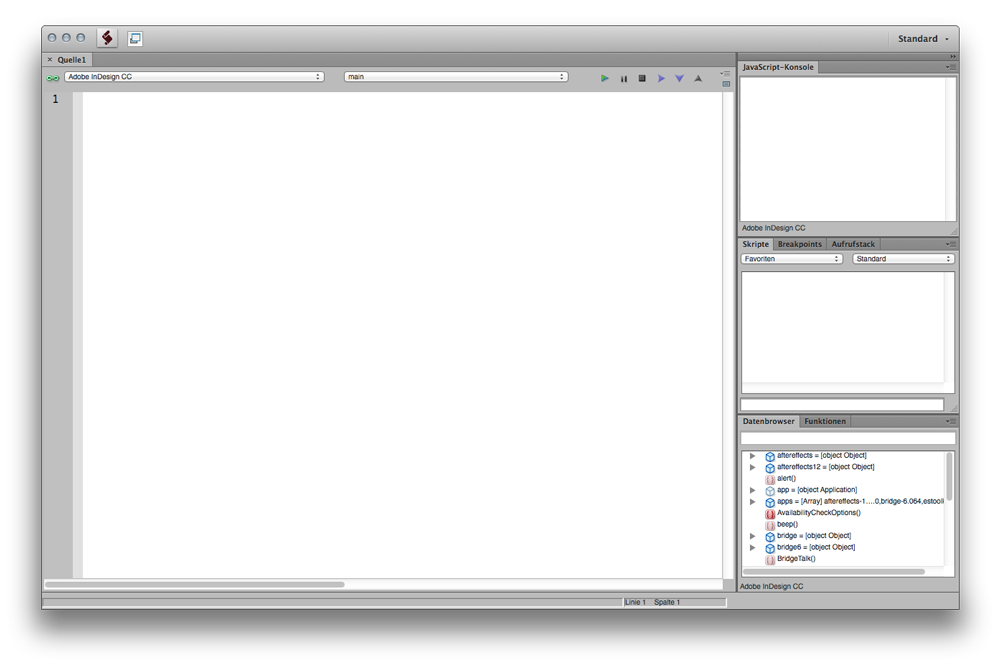 Standard
Quelle1
Adobe InDesign CC
main
1
JavaScript-Konsole
Adobe InDesign CC
Skripte Breakpoints Aufrufstack
Favoriten Standard
Datenbrowser Funktionen
aftereffects = [object Object]
aftereffects12 = [object Object]
alert()
app = [object Application]
apps = [Array] aftereffects-1....0,bridge-6.064,estoolk
AvailabilityCheckOptions()
beep()
bridge = [object Object]
bridge6 = [object Object]
BridgeTalk()
Adobe InDesign CC
Linie 1 Spalte 1